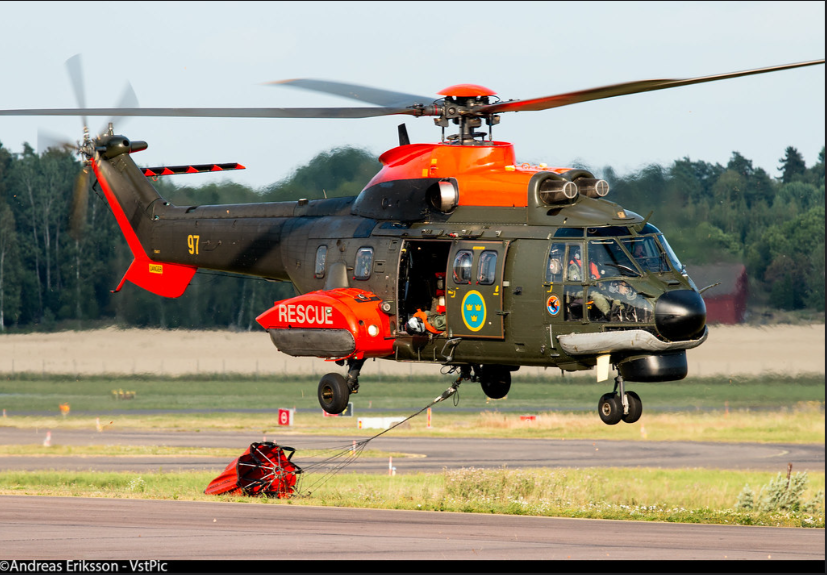 97
RESCUE
©Andreas Eriksson - VstPic